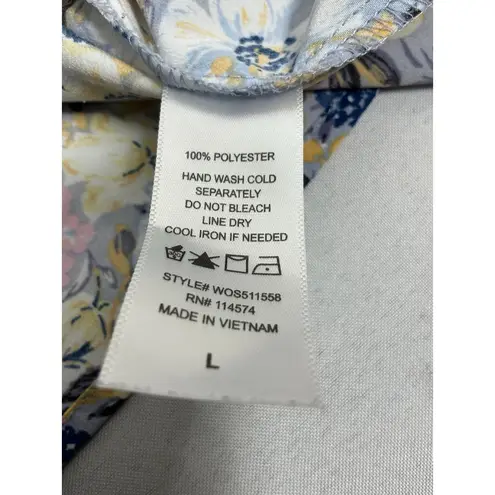 100% POLYESTER
HAND WASH COLD
SEPARATELY
DO NOT BLEACH
LINE DRY
COOL IRON IF NEEDED
STYLE# WOS511558
RN# 114574
MADE IN VIETNAM
L